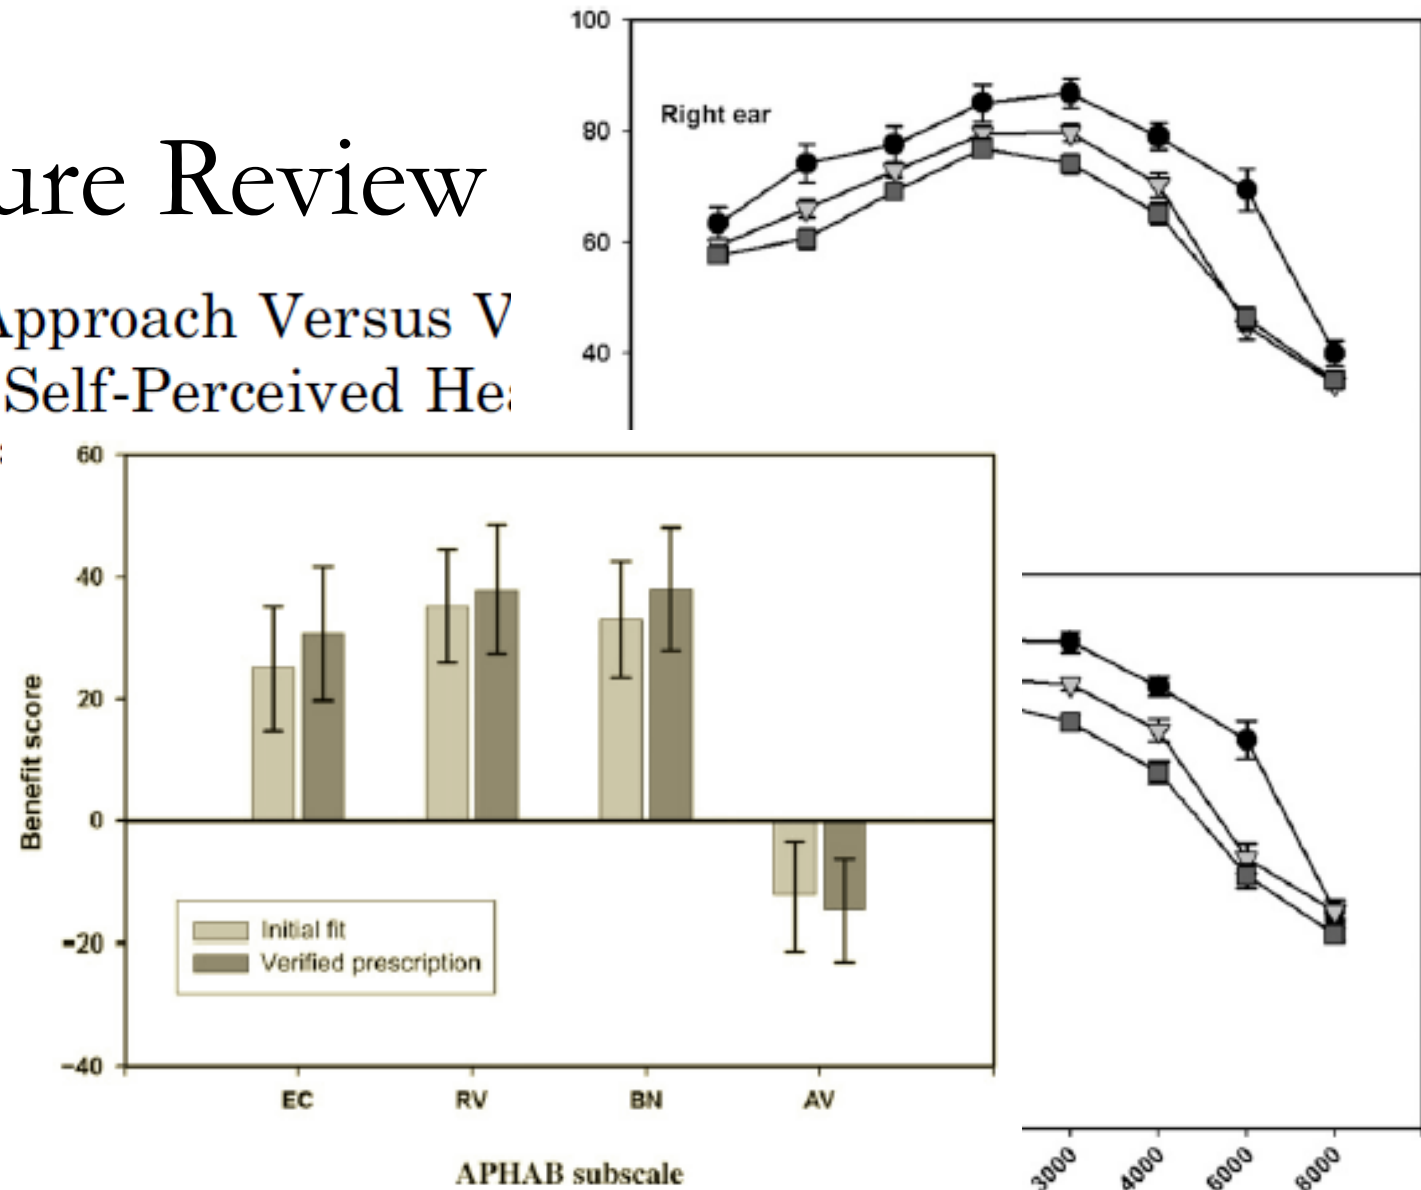 ure Review
Approach Versus V
Self-Perceived Hea
100
80
60
40
Right ear
60
40
20
0
-20
-40
Benefit score
Initial fit
Verified prescription
EC RV BN AV
APHAB subscale
3000 4000 6000 8000